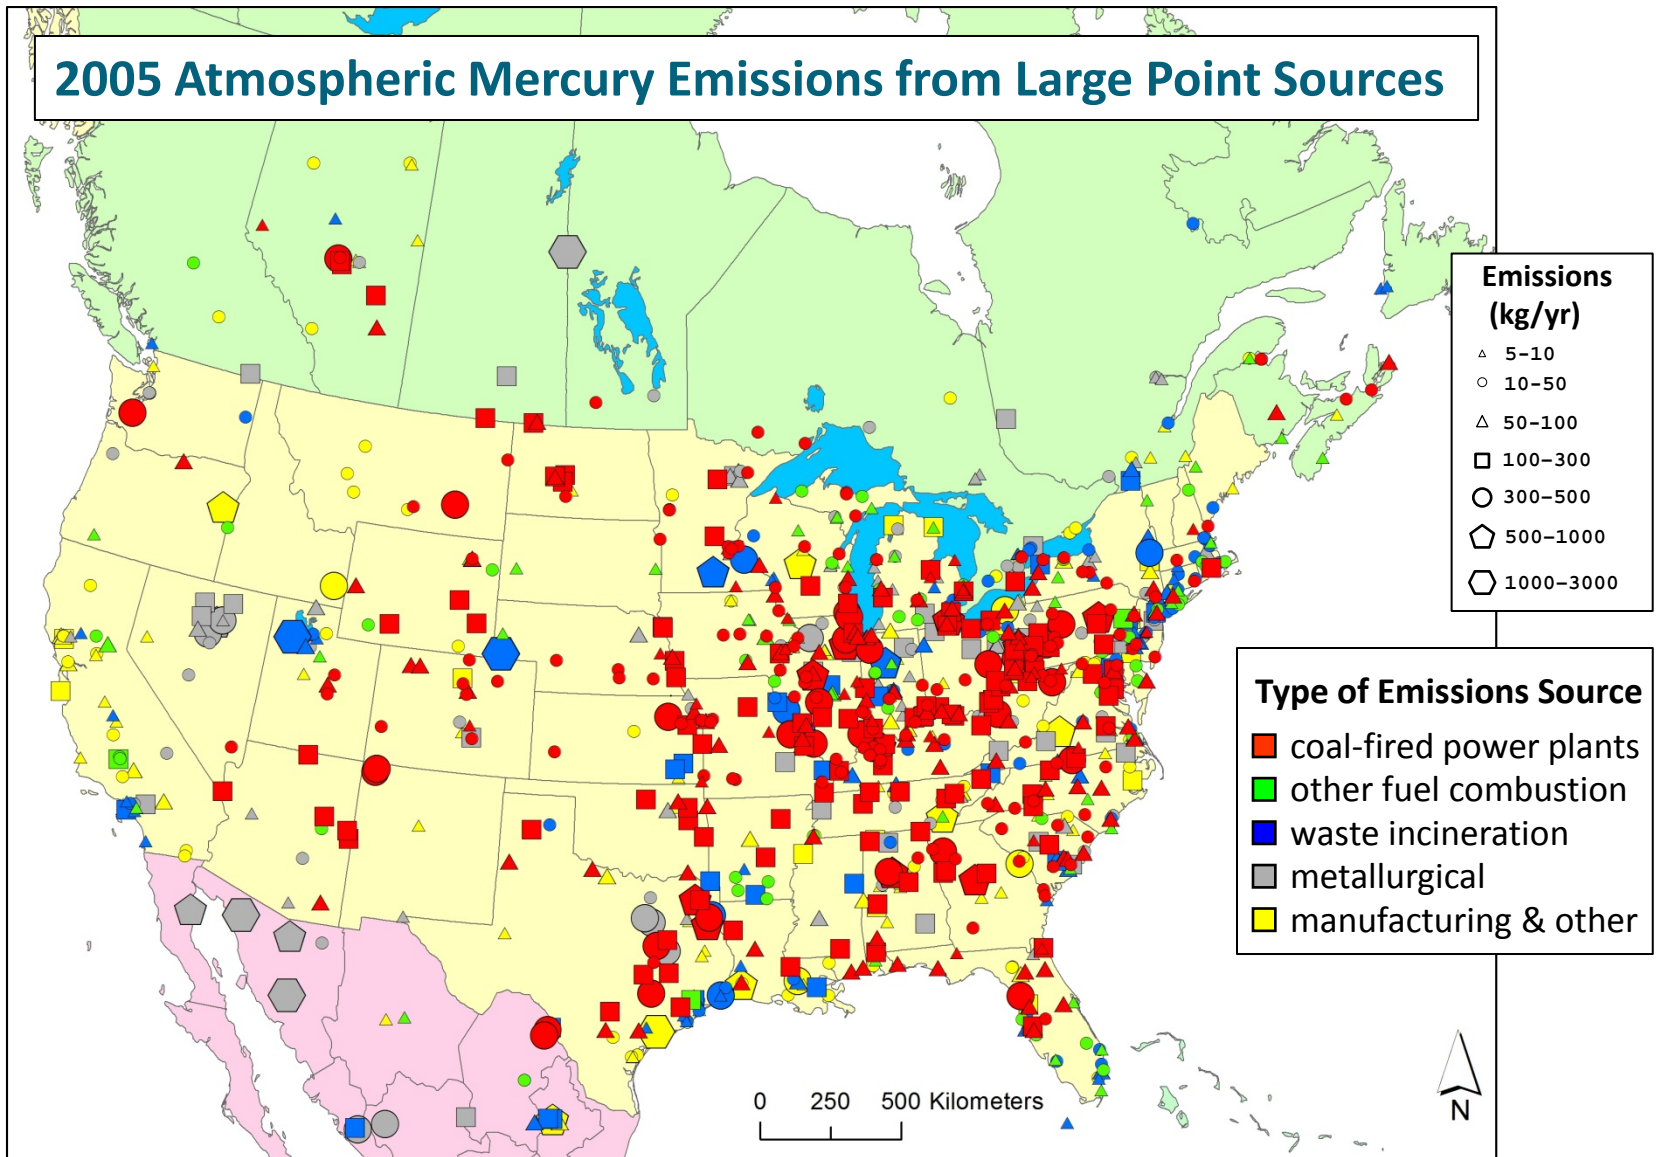 2005 Atmospheric Mercury Emissions from Large Point Sources
Emissions
(kg/yr)
5-10
10-50
50-100
100-300
300-500
500-1000
1000-3000
Type of Emissions Source
coal-fired power plants
other fuel combustion
waste incineration
metallurgical
manufacturing & other
0 250 500 Kilometers
N